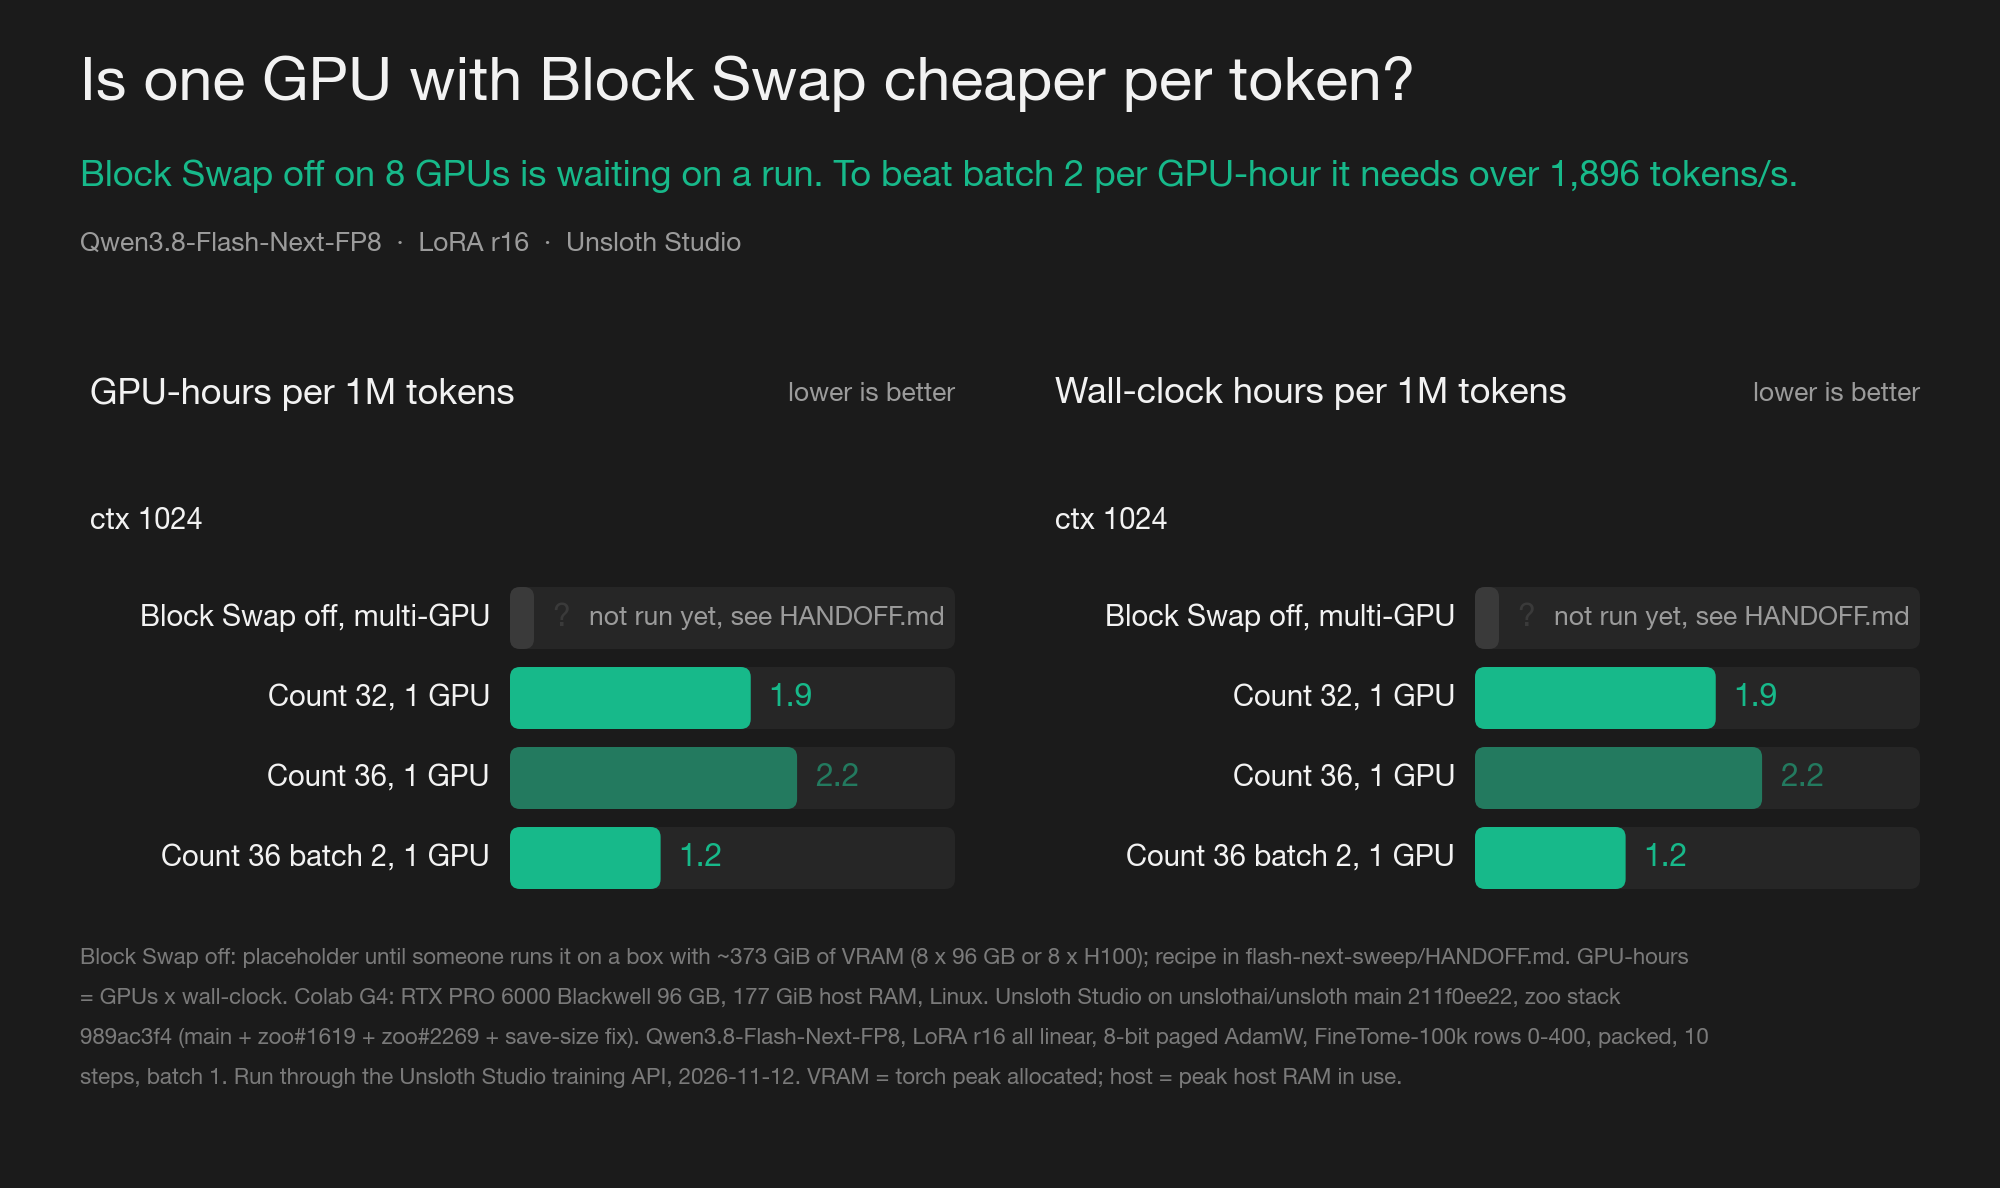 Is one GPU with Block Swap cheaper per token?
Block Swap off on 8 GPUs is waiting on a run. To beat batch 2 per GPU-hour it needs over 1,896 tokens/s.
Qwen3.8-Flash-Next-FP8 · LoRA r16 · Unsloth Studio
GPU-hours per 1M tokens
lower is better
ctx 1024
Block Swap off, multi-GPU
? not run yet, see HANDOFF.md
Count 32, 1 GPU
1.9
Count 36, 1 GPU
2.2
Count 36 batch 2, 1 GPU
1.2
Wall-clock hours per 1M tokens
lower is better
ctx 1024
Block Swap off, multi-GPU
? not run yet, see HANDOFF.md
Count 32, 1 GPU
1.9
Count 36, 1 GPU
2.2
Count 36 batch 2, 1 GPU
1.2
Block Swap off: placeholder until someone runs it on a box with ~373 GiB of VRAM (8 x 96 GB or 8 x H100); recipe in flash-next-sweep/HANDOFF.md. GPU-hours
= GPUs x wall-clock. Colab G4: RTX PRO 6000 Blackwell 96 GB, 177 GiB host RAM, Linux. Unsloth Studio on unslothai/unsloth main 211f0ee22, zoo stack
989ac3f4 (main + zoo#1619 + zoo#2269 + save-size fix). Qwen3.8-Flash-Next-FP8, LoRA r16 all linear, 8-bit paged AdamW, FineTome-100k rows 0-400, packed, 10
steps, batch 1. Run through the Unsloth Studio training API, 2026-11-12. VRAM = torch peak allocated; host = peak host RAM in use.